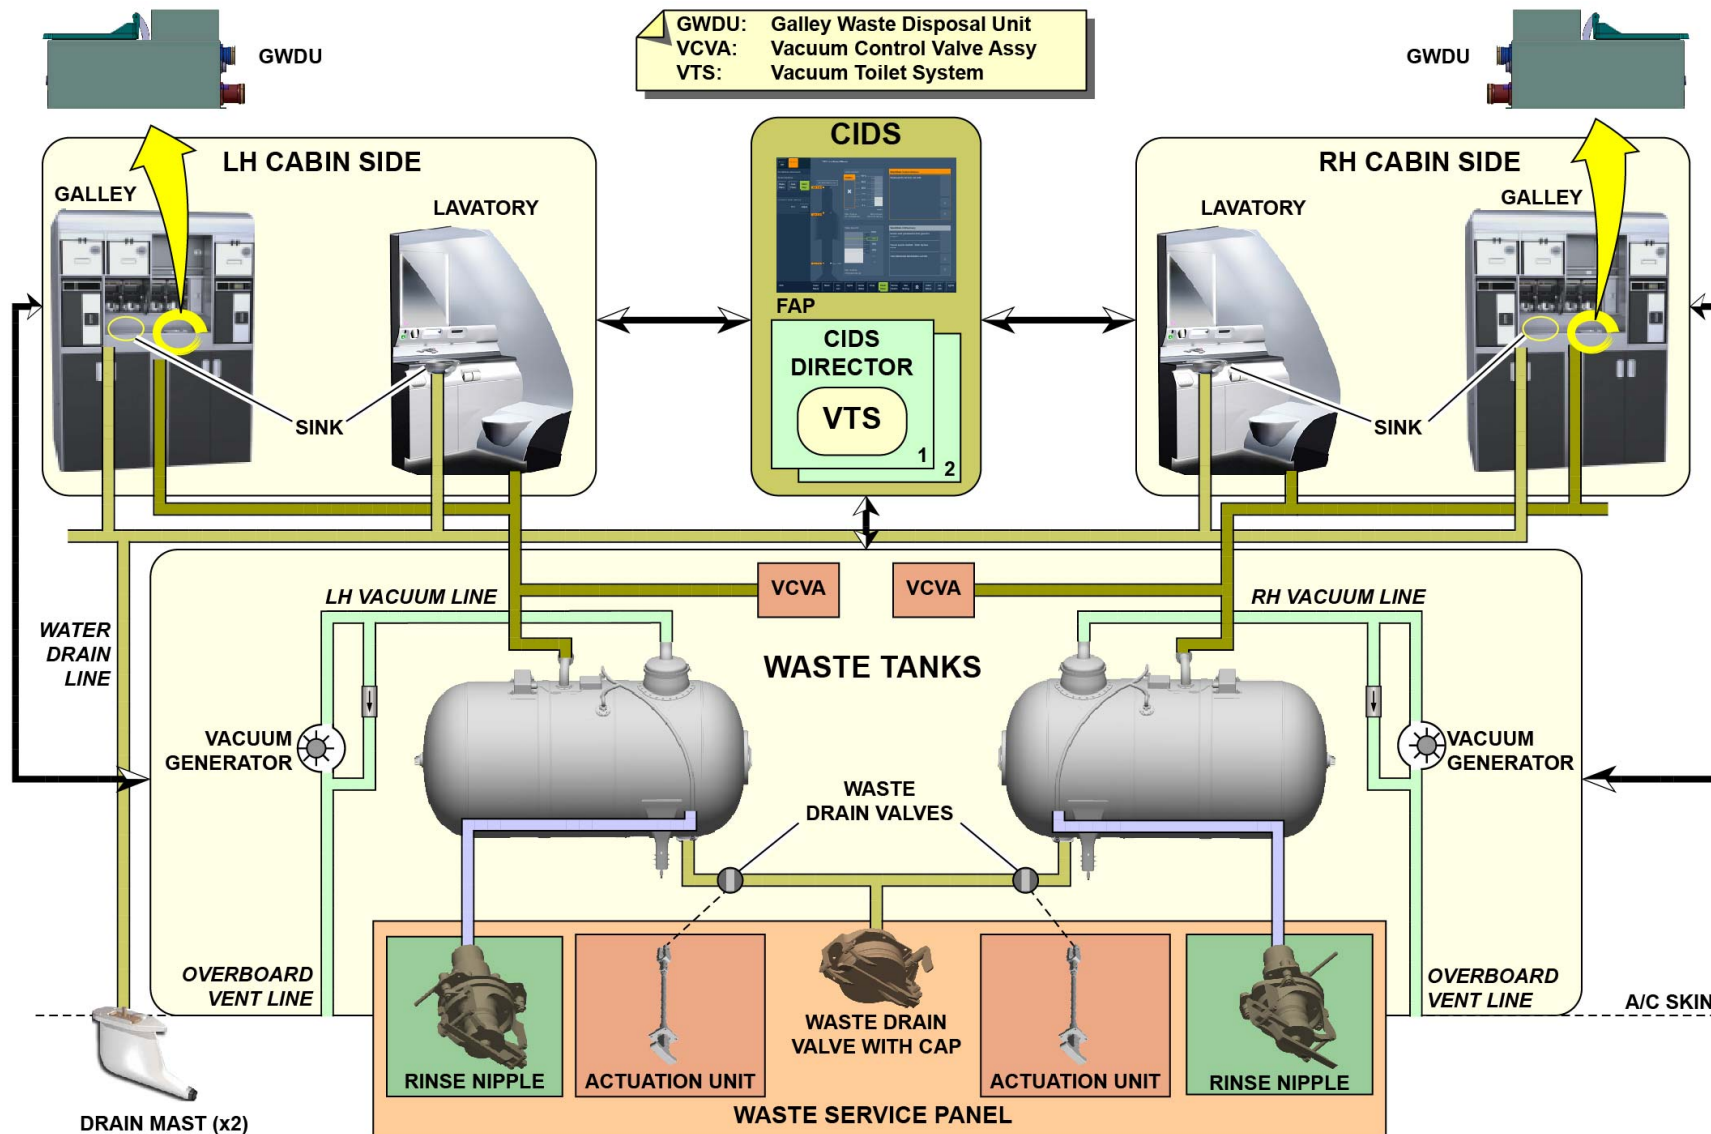 GWDU: Galley Waste Disposal Unit
VCVA: Vacuum Control Valve Assy
VTS: Vacuum Toilet System
GWDU
GWDU
LH CABIN SIDE
CIDS
RH CABIN SIDE
GALLEY
LAVATORY
LAVATORY
GALLEY
FAP
CIDS
DIRECTOR
VTS
1
2
SINK
SINK
VCVA
VCVA
LH VACUUM LINE
RH VACUUM LINE
WATER
DRAIN
LINE
WASTE TANKS
VACUUM
GENERATOR
VACUUM
GENERATOR
WASTE
DRAIN VALVES
OVERBOARD
VENT LINE
OVERBOARD
VENT LINE
A/C SKIN
WASTE DRAIN
VALVE WITH CAP
RINSE NIPPLE
ACTUATION UNIT
ACTUATION UNIT
RINSE NIPPLE
WASTE SERVICE PANEL
DRAIN MAST (x2)